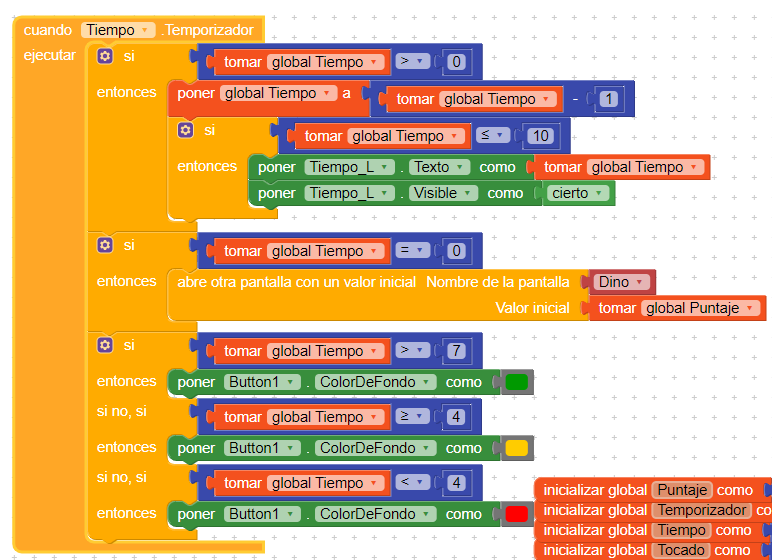 cuando Tiempo .Temporizador
ejecutar si tomar global Tiempo > 0
entonces poner global Tiempo a tomar global Tiempo - 1
si tomar global Tiempo ≤ 10
entonces poner Tiempo_L . Texto como tomar global Tiempo
poner Tiempo_L . Visible como cierto
si tomar global Tiempo = 0
entonces abre otra pantalla con un valor inicial Nombre de la pantalla Dino
Valor inicial tomar global Puntaje
si tomar global Tiempo > 7
entonces poner Button1 . ColorDeFondo como
si no, si tomar global Tiempo ≥ 4
entonces poner Button1 . ColorDeFondo como
si no, si tomar global Tiempo < 4
entonces poner Button1 . ColorDeFondo como
inicializar global Puntaje como
inicializar global Temporizador co
inicializar global Tiempo como
inicializar global Tocado como